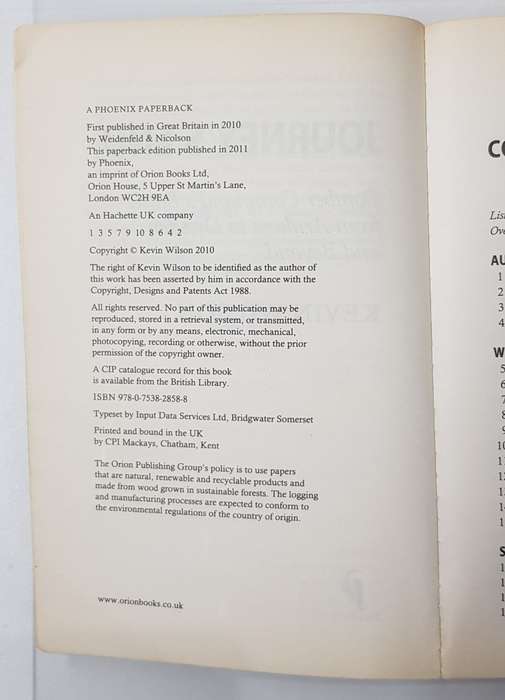 A PHOENIX PAPERBACK
First published in Great Britain in 2010
by Weidenfeld & Nicolson
This paperback edition published in 2011
by Phoenix,
an imprint of Orion Books Ltd,
Orion House, 5 Upper St Martin's Lane,
London WC2H 9EA
An Hachette UK company
1 3 5 7 9 10 8 6 4 2
Copyright © Kevin Wilson 2010
The right of Kevin Wilson to be identified as the author of
this work has been asserted by him in accordance with the
Copyright, Designs and Patents Act 1988.
All rights reserved. No part of this publication may be
reproduced, stored in a retrieval system, or transmitted,
in any form or by any means, electronic, mechanical,
photocopying, recording or otherwise, without the prior
permission of the copyright owner.
A CIP catalogue record for this book
is available from the British Library.
ISBN 978-0-7538-2858-8
Typeset by Input Data Services Ltd, Bridgwater Somerset
Printed and bound in the UK
by CPI Mackays, Chatham, Kent
The Orion Publishing Group's policy is to use papers
that are natural, renewable and recyclable products and
made from wood grown in sustainable forests. The logging
and manufacturing processes are expected to conform to
the environmental regulations of the country of origin.
www.orionbooks.co.uk